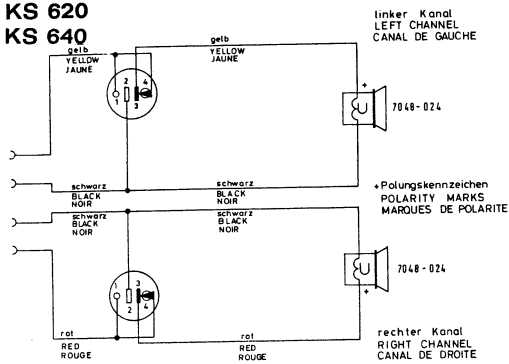 KS 620
KS 640
linker Kanal
LEFT CHANNEL
CANAL DE GAUCHE
gelb
YELLOW
JAUNE
gelb
YELLOW
JAUNE
1
2
3
4
+
7048-024
schwarz
BLACK
NOIR
schwarz
BLACK
NOIR
+Polungskennzeichen
POLARITY MARKS
MARQUES DE POLARITE
schwarz
BLACK
NOIR
schwarz
BLACK
NOIR
1
2
3
4
7048-024
+
rot
RED
ROUGE
rot
RED
ROUGE
rechter Kanal
RIGHT CHANNEL
CANAL DE DROITE